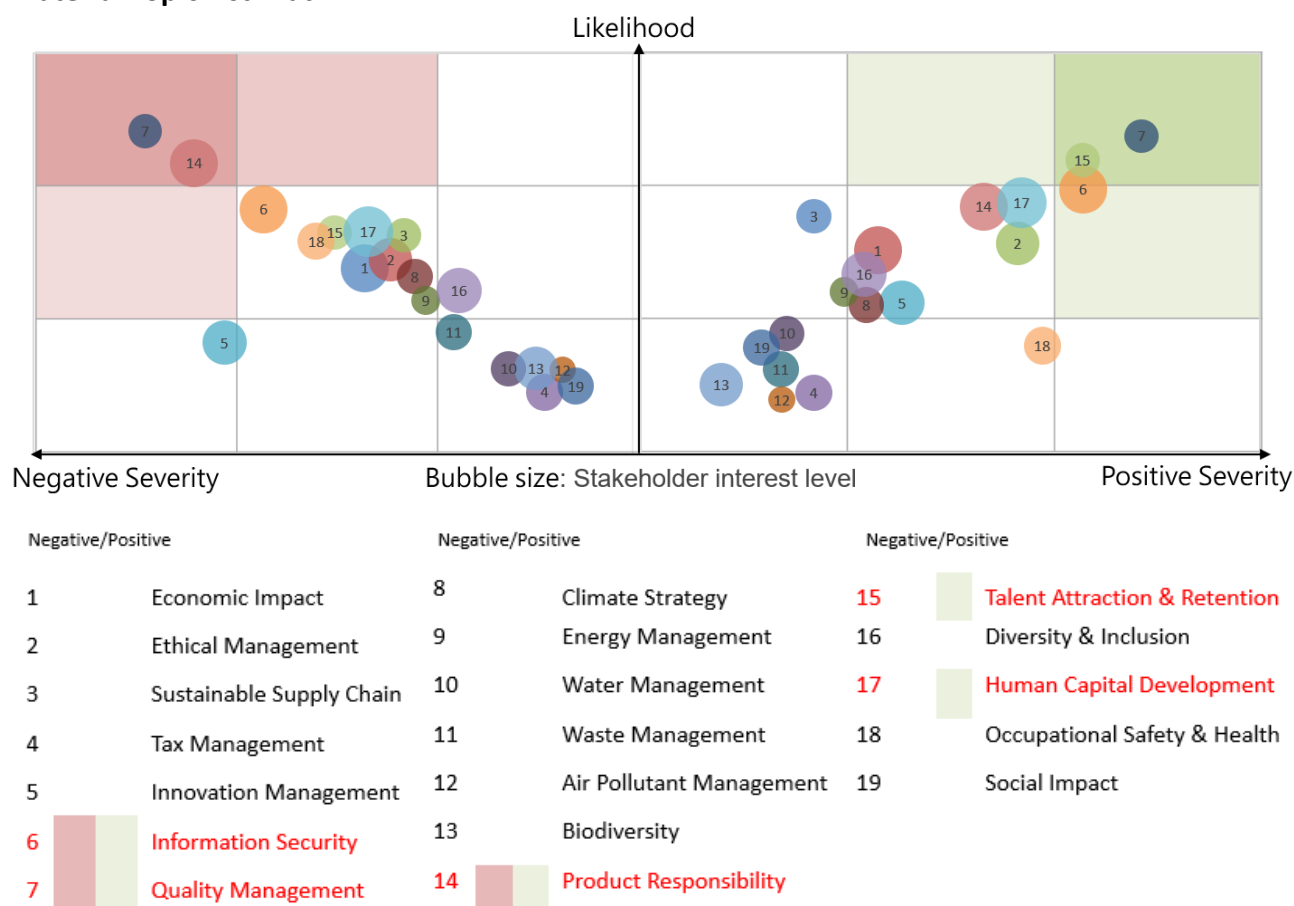 Likelihood
7
14
6
15
18
17
3
1
2
8
9
16
5
11
10
13
12
4
19
7
15
6
3
14
17
2
1
16
9
8
5
10
19
11
18
13
12
4
Negative Severity
Bubble size: Stakeholder interest level
Positive Severity
Negative/Positive
1 Economic Impact
2 Ethical Management
3 Sustainable Supply Chain
4 Tax Management
5 Innovation Management
6 Information Security
7 Quality Management
Negative/Positive
8 Climate Strategy
9 Energy Management
10 Water Management
11 Waste Management
12 Air Pollutant Management
13 Biodiversity
14 Product Responsibility
Negative/Positive
15 Talent Attraction & Retention
16 Diversity & Inclusion
17 Human Capital Development
18 Occupational Safety & Health
19 Social Impact